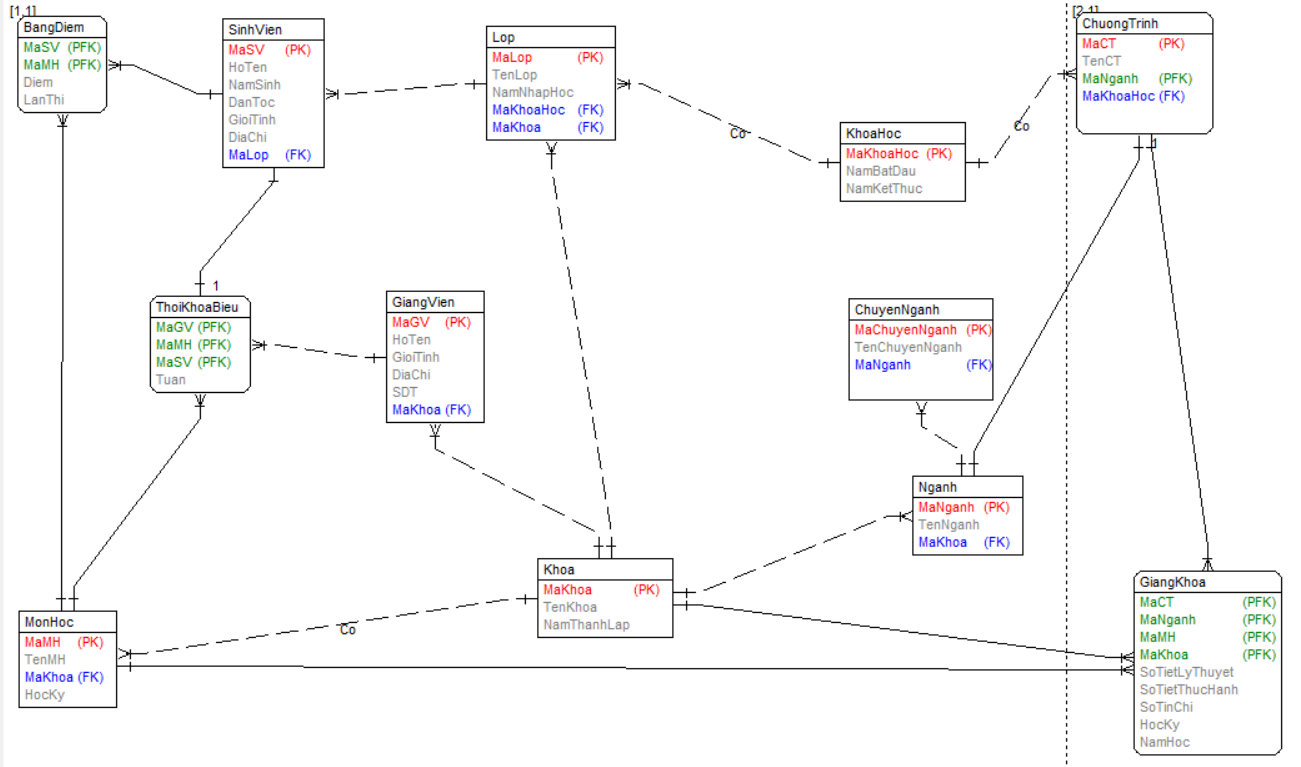 [1,1]
BangDiem
MaSV (PFK)
MaMH (PFK)
Diem
LanThi
SinhVien
MaSV (PK)
HoTen
NamSinh
DanToc
GioiTinh
DiaChi
MaLop (FK)
Lop
MaLop (PK)
TenLop
NamNhapHoc
MaKhoaHoc (FK)
MaKhoa (FK)
Co
KhoaHoc
MaKhoaHoc (PK)
NamBatDau
NamKetThuc
Co
[2,1]
ChuongTrinh
MaCT (PK)
TenCT
MaNganh (PFK)
MaKhoaHoc (FK)
1
1
ThoiKhoaBieu
MaGV (PFK)
MaMH (PFK)
MaSV (PFK)
Tuan
GiangVien
MaGV (PK)
HoTen
GioiTinh
DiaChi
SDT
MaKhoa (FK)
ChuyenNganh
MaChuyenNganh (PK)
TenChuyenNganh
MaNganh (FK)
Nganh
MaNganh (PK)
TenNganh
MaKhoa (FK)
Khoa
MaKhoa (PK)
TenKhoa
NamThanhLap
Co
MonHoc
MaMH (PK)
TenMH
MaKhoa (FK)
HocKy
GiangKhoa
MaCT (PFK)
MaNganh (PFK)
MaMH (PFK)
MaKhoa (PFK)
SoTietLyThuyet
SoTietThucHanh
SoTinChi
HocKy
NamHoc